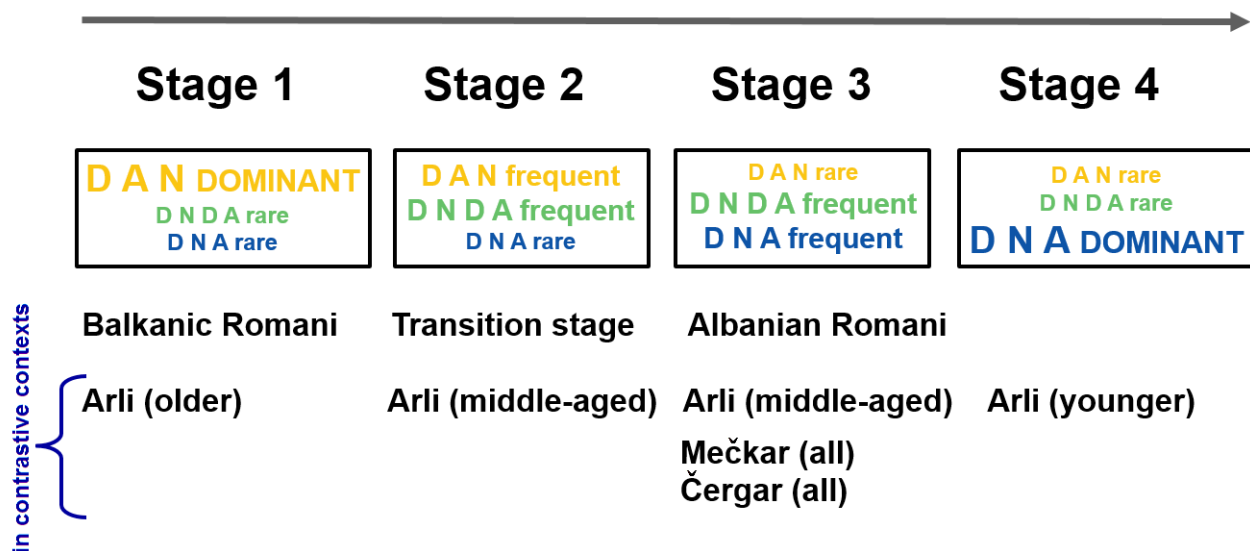 Stage 1 Stage 2 Stage 3 Stage 4
D A N DOMINANT
D N D A rare
D N A rare
D A N frequent
D N D A frequent
D N A rare
D A N rare
D N D A frequent
D N A frequent
D A N rare
D N D A rare
D N A DOMINANT
Balkanic Romani Transition stage Albanian Romani
in contrastive contexts
Arli (older) Arli (middle-aged) Arli (middle-aged) Arli (younger)
Mečkar (all)
Čergar (all)